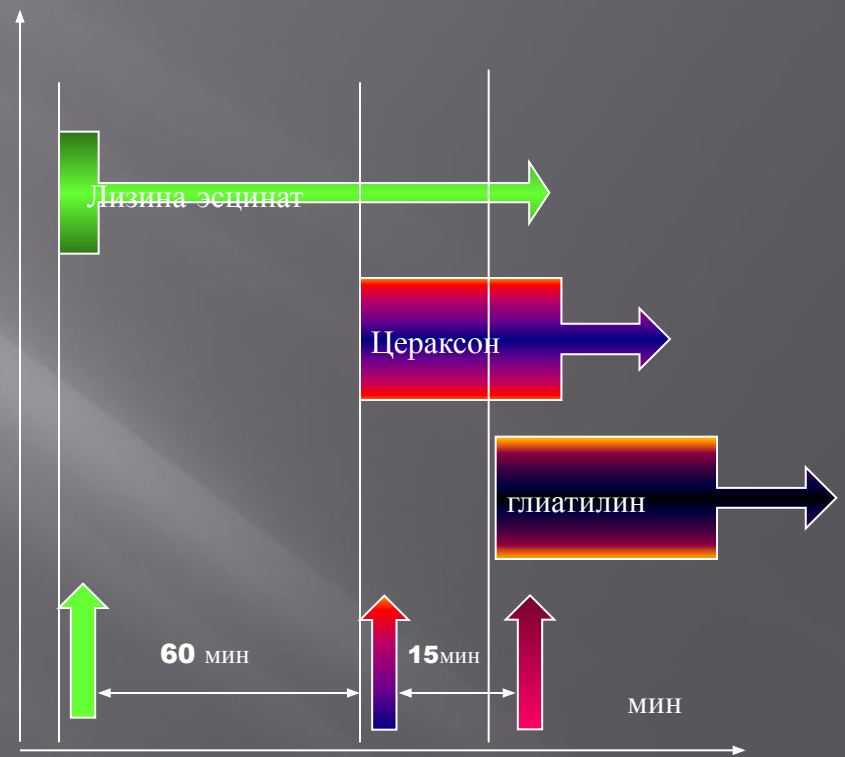 Лизина эсцинат
Цераксон
глиатилин
60 мин
15мин
мин